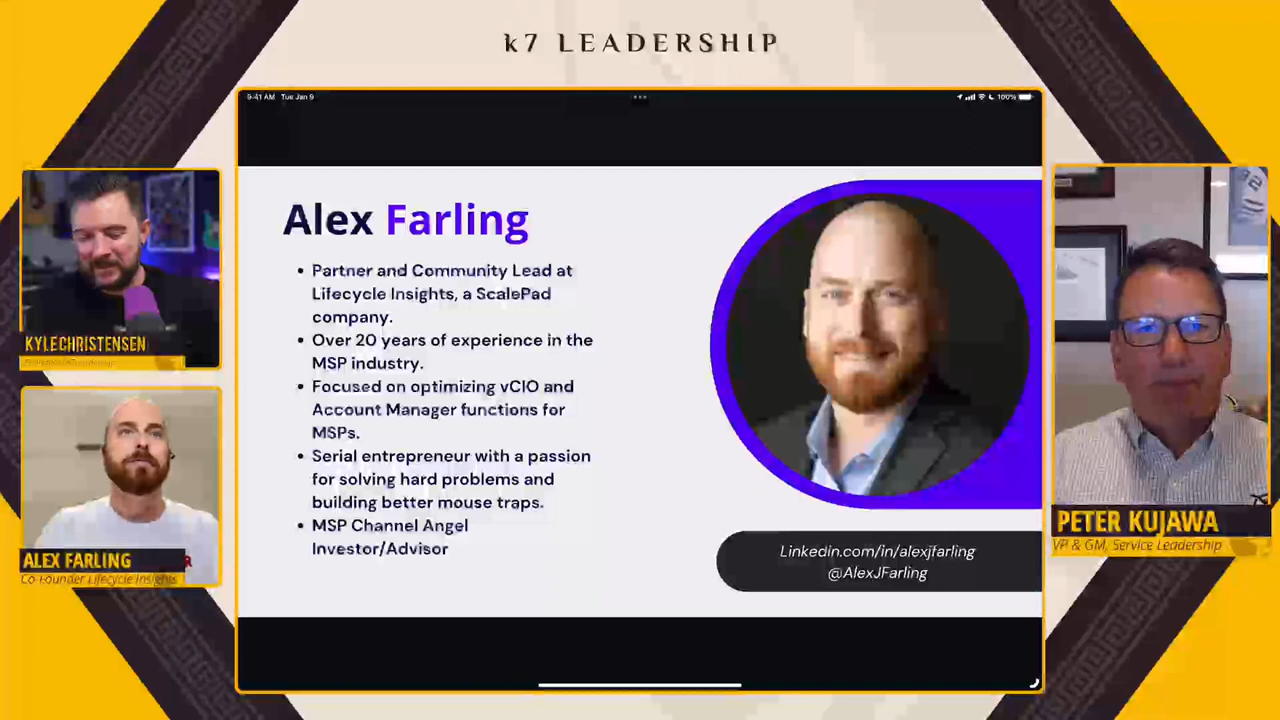 k7 LEADERSHIP
9:41 AM Tue Jan 9
100%
Alex Farling
• Partner and Community Lead at
Lifecycle Insights, a ScalePad
company.
• Over 20 years of experience in the
MSP industry.
• Focused on optimizing vCIO and
Account Manager functions for
MSPs.
• Serial entrepreneur with a passion
for solving hard problems and
building better mouse traps.
• MSP Channel Angel
Investor/Advisor
Linkedin.com/in/alexjfarling
@AlexJFarling
KYLECHRISTENSEN
ALEX FARLING
Co-Founder Lifecycle Insights
92
PETER KUJAWA
VP & GM, Service Leadership